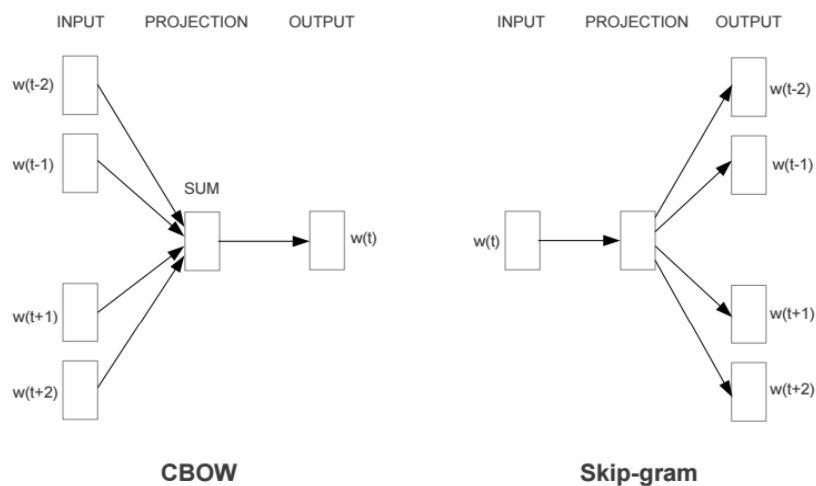 INPUT PROJECTION OUTPUT
w(t-2)
w(t-1)
SUM
w(t)
w(t+1)
w(t+2)
CBOW
INPUT PROJECTION OUTPUT
w(t-2)
w(t-1)
w(t)
w(t+1)
w(t+2)
Skip-gram